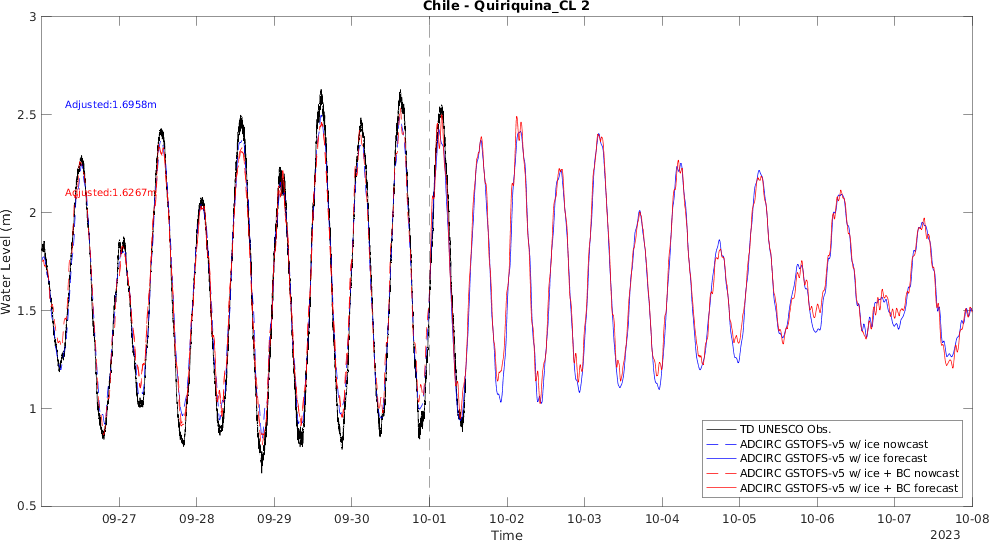 Chile - Quiriquina_CL 2
3
2.5
2
1.5
1
0.5
Water Level (m)
Adjusted:1.6958m
Adjusted:1.6267m
TD UNESCO Obs.
ADCIRC GSTOFS-v5 w/ ice nowcast
ADCIRC GSTOFS-v5 w/ ice forecast
ADCIRC GSTOFS-v5 w/ ice + BC nowcast
ADCIRC GSTOFS-v5 w/ ice + BC forecast
09-27 09-28 09-29 09-30 10-01 10-02 10-03 10-04 10-05 10-06 10-07 10-08
Time
2023